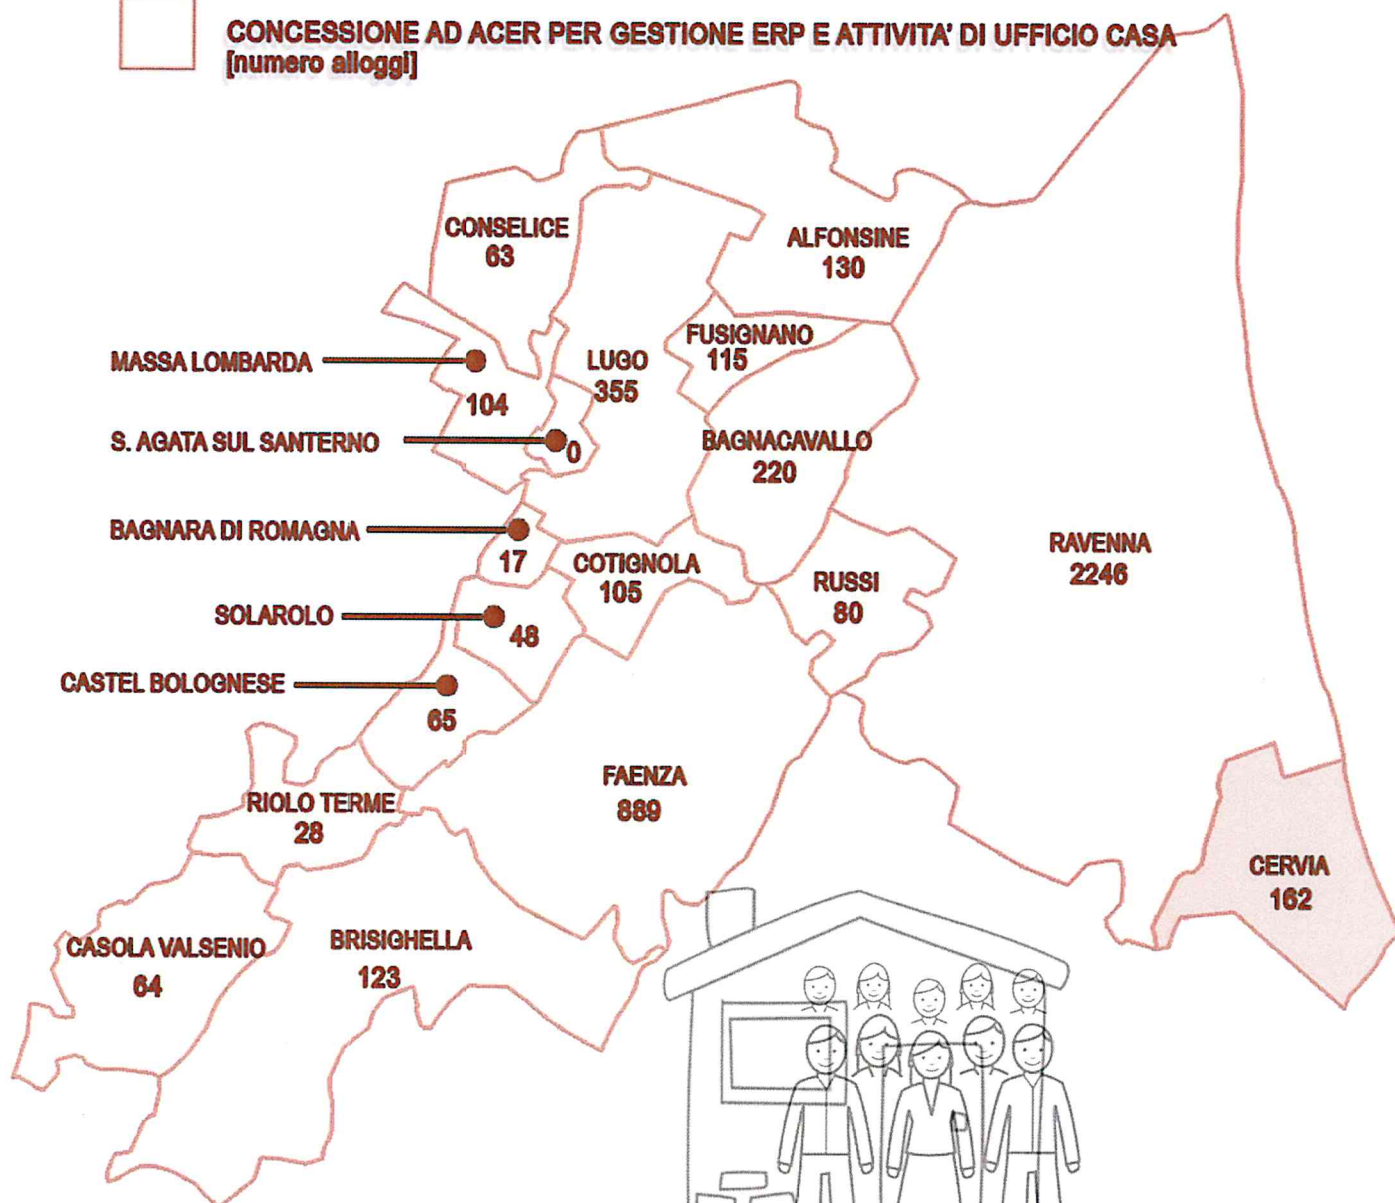 CONCESSIONE AD ACER PER GESTIONE ERP E ATTIVITA' DI UFFICIO CASA
[numero alloggi]
CONSELICE
63
ALFONSINE
130
FUSIGNANO
115
MASSA LOMBARDA
104
LUGO
355
S. AGATA SUL SANTERNO
0
BAGNACAVALLO
220
BAGNARA DI ROMAGNA
17
COTIGNOLA
105
RUSSI
80
RAVENNA
2246
SOLAROLO
48
CASTEL BOLOGNESE
65
FAENZA
889
RIOLO TERME
28
CERVIA
162
CASOLA VALSENIO
64
BRISIGHELLA
123